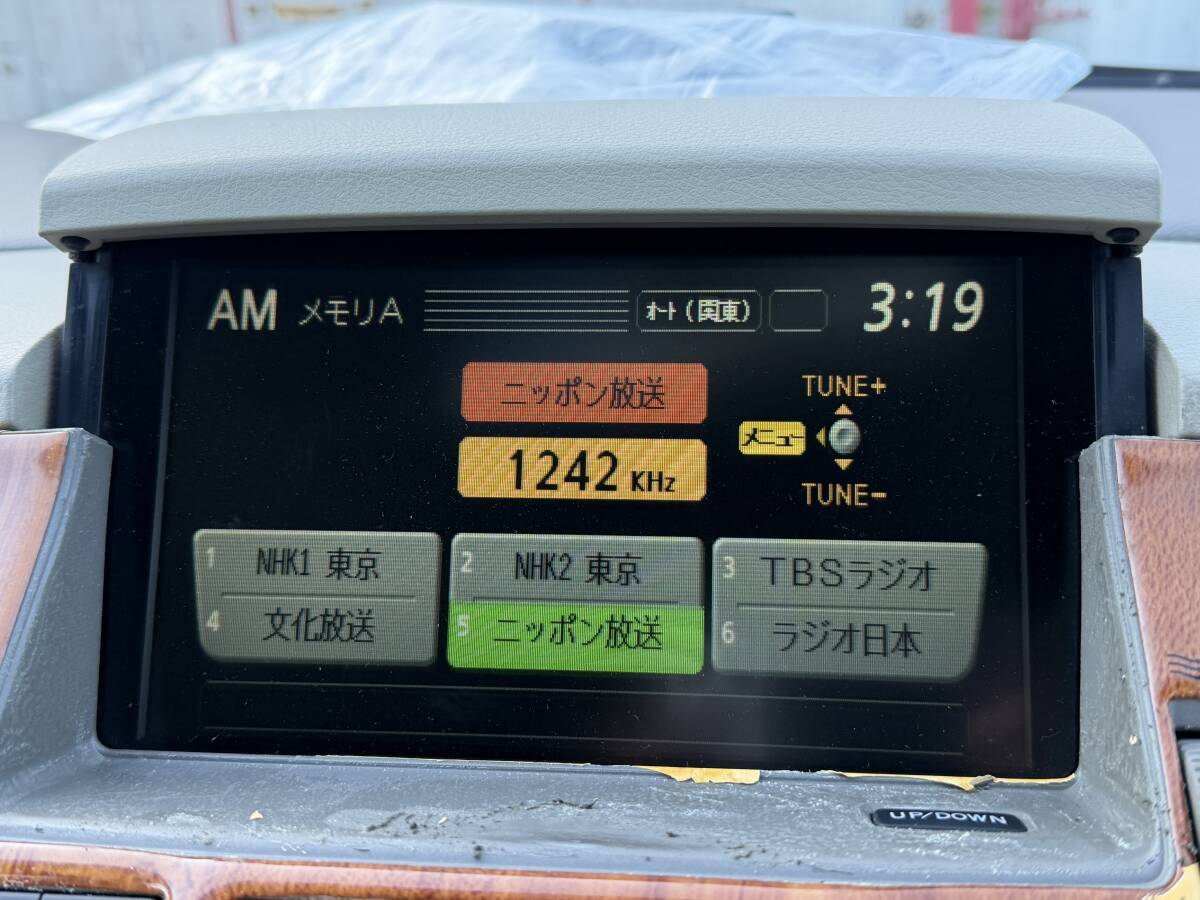 AM メモリA オート(関東) 3:19
ニッポン放送
1242 KHz
TUNE+
メニュー
TUNE-
1 NHK1 東京
2 NHK2 東京
3 TBSラジオ
4 文化放送
5 ニッポン放送
6 ラジオ日本
UP/DOWN